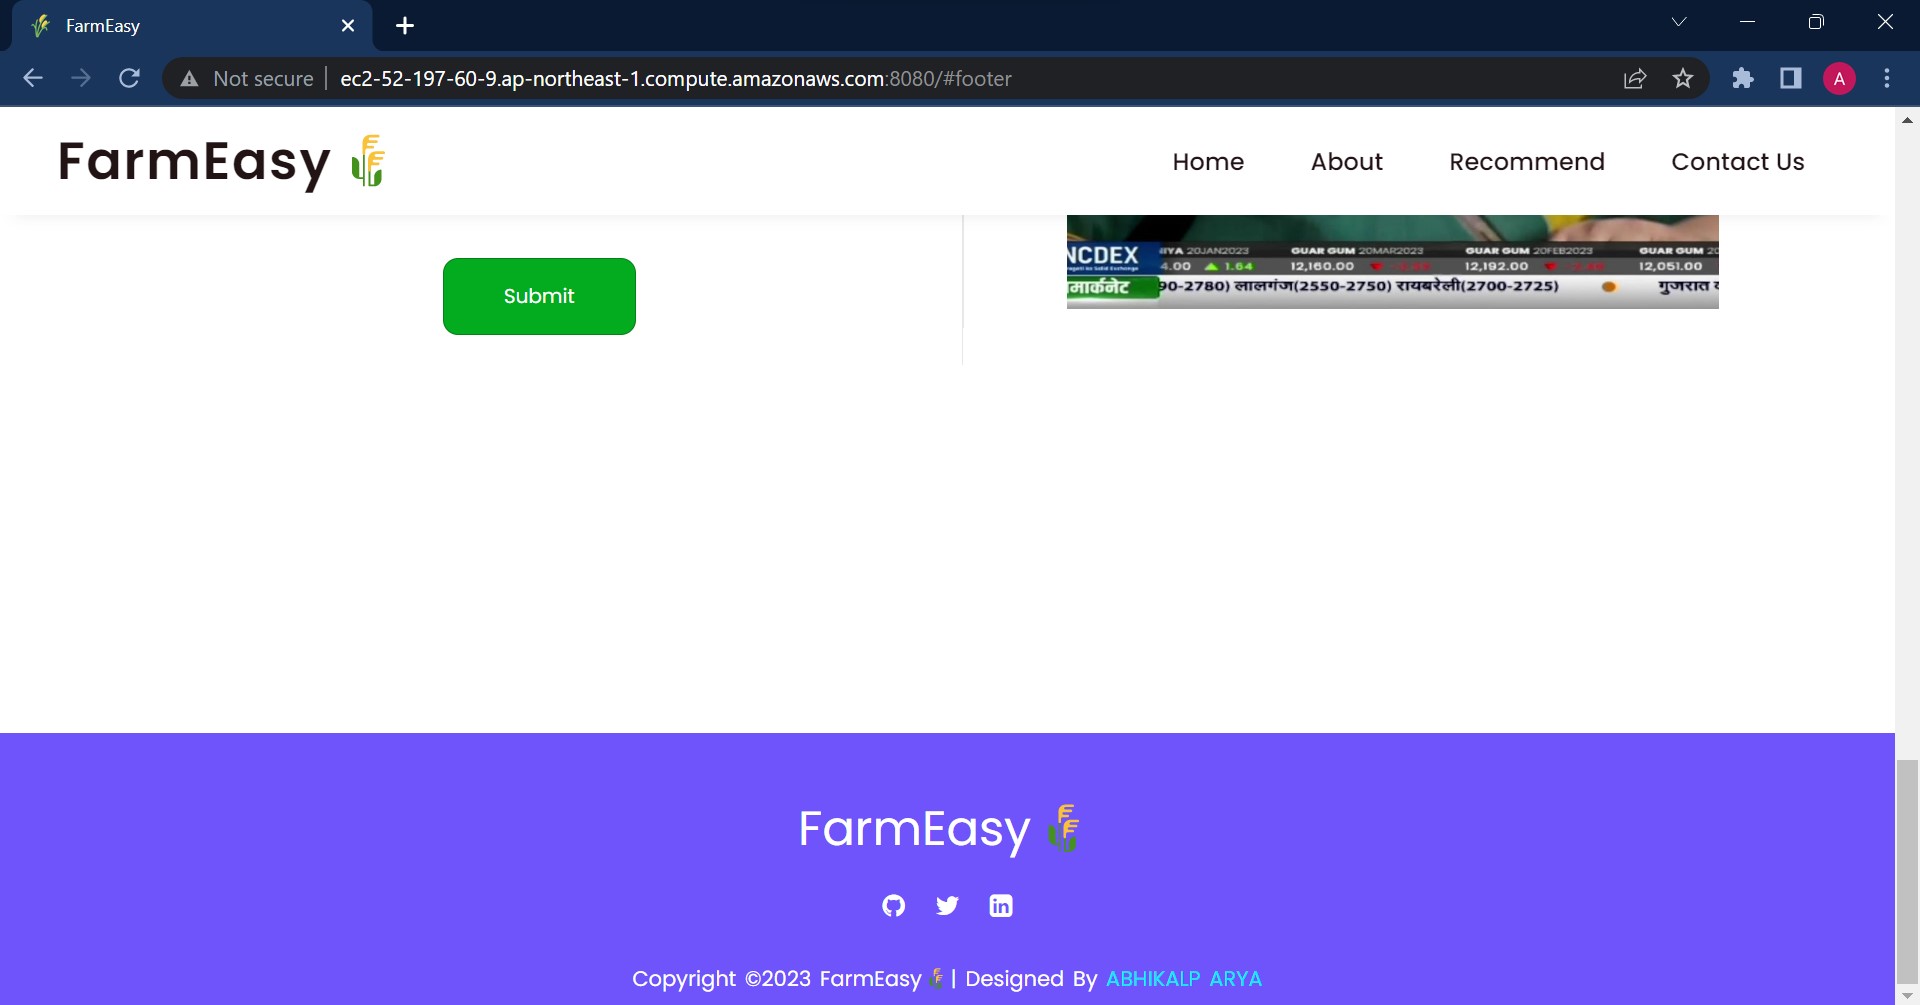 FarmEasy
Not secure
ec2-52-197-60-9.ap-northeast-1.compute.amazonaws.com:8080/#footer
A
FarmEasy
Home
About
Recommend
Contact Us
NCDEX
20JAN2023
GUAR GUM 20MAR2023
GUAR GUM 20FEB2023
GUAR GUM 20
4.00 ▲ 1.64
12,160.00
12,192.00
12,051.00
मार्कनेट
90-2780) लालगंज(2550-2750) रायबरेली(2700-2725)
गुजरात
Submit
FarmEasy
in
Copyright ©2023 FarmEasy | Designed By ABHIKALP ARYA